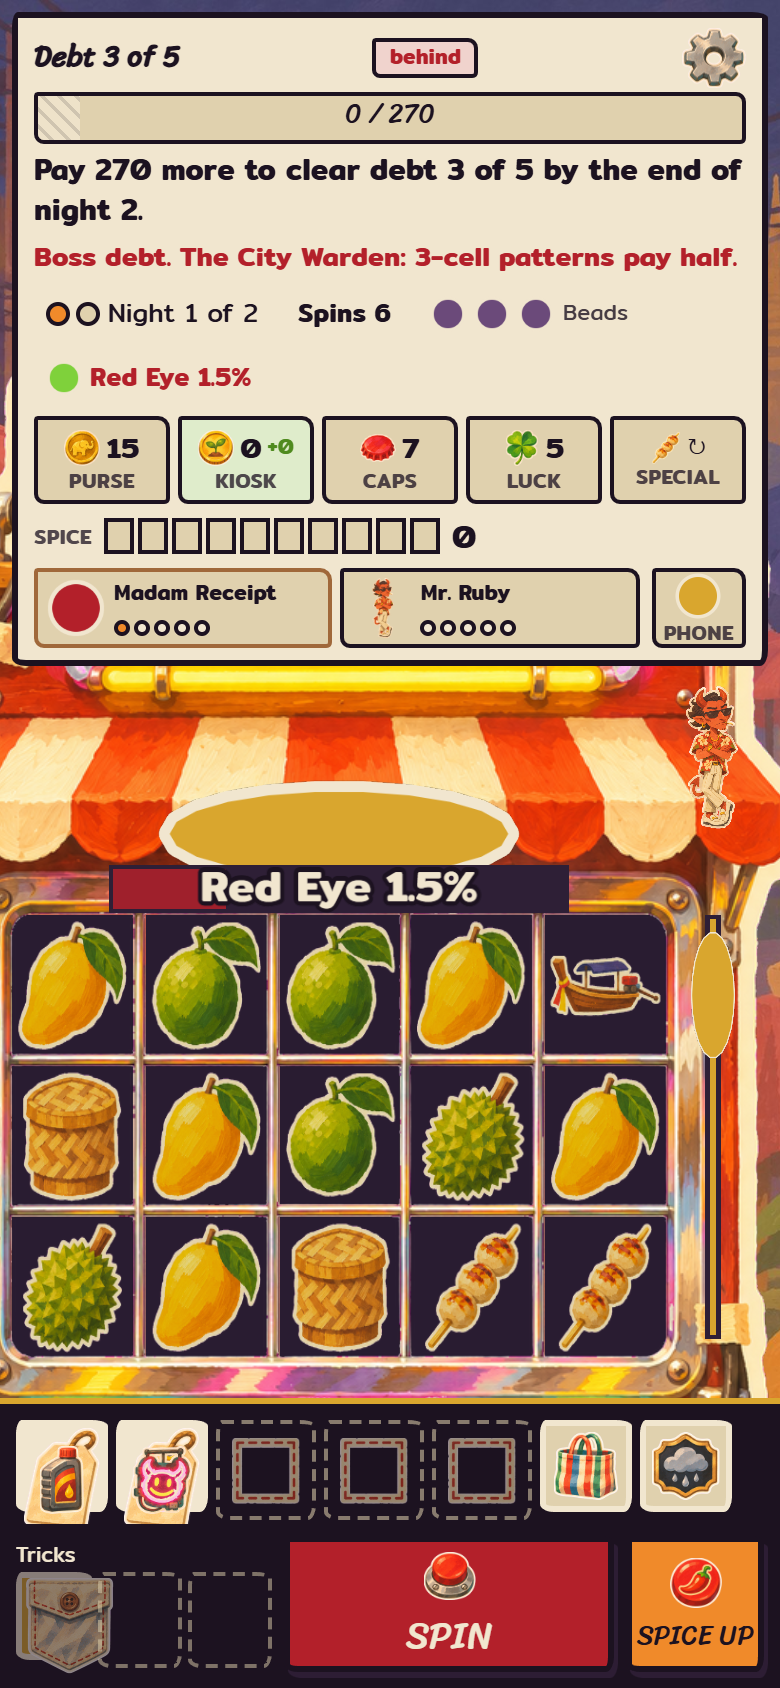 Debt 3 of 5
behind
0 / 270
Pay 270 more to clear debt 3 of 5 by the end of
night 2.
Boss debt. The City Warden: 3-cell patterns pay half.
Night 1 of 2 Spins 6 Beads
Red Eye 1.5%
15 0 +0 7 5 ↻
PURSE KIOSK CAPS LUCK SPECIAL
SPICE 0
Madam Receipt Mr. Ruby
PHONE
Red Eye 1.5%
Tricks
SPIN SPICE UP